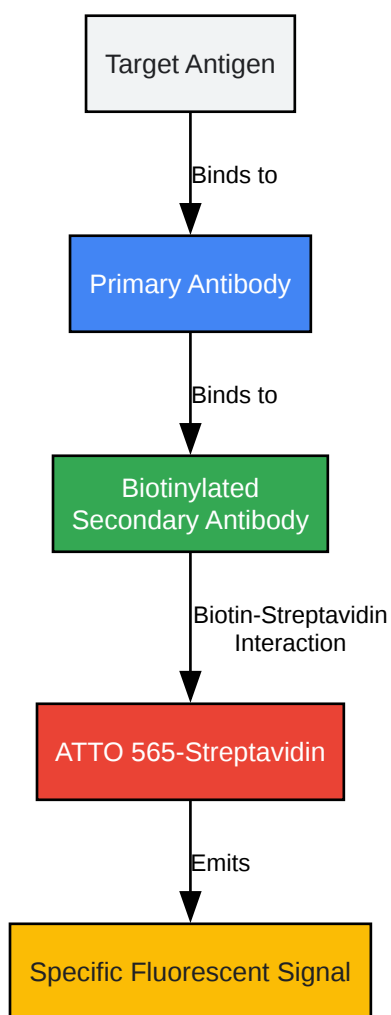 Target Antigen
Binds to
Primary Antibody
Binds to
Biotinylated
Secondary Antibody
Biotin-Streptavidin
Interaction
ATTO 565-Streptavidin
Emits
Specific Fluorescent Signal